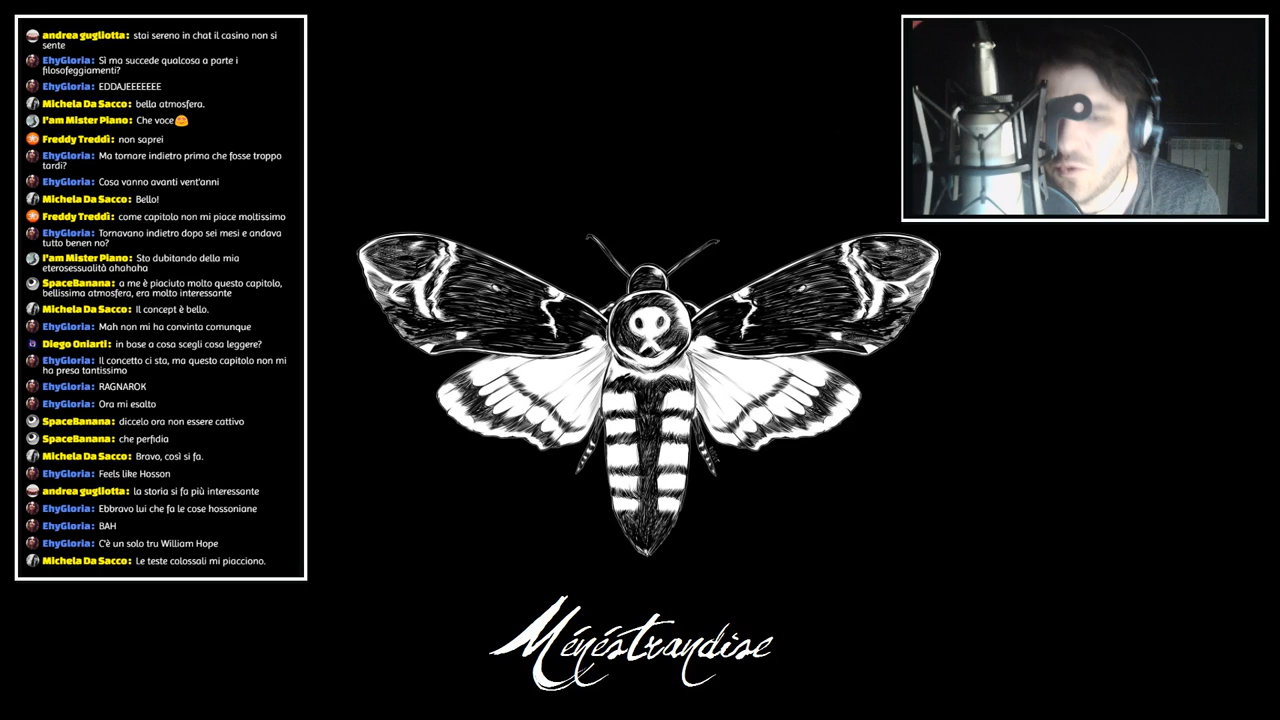 andrea gugliotta: stai sereno in chat il casino non si
sente
EhyGloria: Sì ma succede qualcosa a parte i
filosofeggiamenti?
EhyGloria: EDDAJEEEEEEE
Michela Da Sacco: bella atmosfera.
I'am Mister Piano: Che voce
Freddy Treddì: non saprei
EhyGloria: Ma tornare indietro prima che fosse troppo
tardi?
EhyGloria: Cosa vanno avanti vent'anni
Michela Da Sacco: Bello!
Freddy Treddì: come capitolo non mi piace moltissimo
EhyGloria: Tornavano indietro dopo sei mesi e andava
tutto benen no?
I'am Mister Piano: Sto dubitando della mia
eterosessualità ahahaha
SpaceBanana: a me è piaciuta molto questo capitolo,
bellissima atmosfera, era molto interessante
Michela Da Sacco: Il concept è bello.
EhyGloria: Mah non mi ha convinta comunque
Diego Oniarti: in base a cosa scegli cosa leggere?
EhyGloria: Il concetto ci sta, ma questo capitolo non mi
ha presa tantissimo
EhyGloria: RAGNAROK
EhyGloria: Ora mi esalto
SpaceBanana: diccelo ora non essere cattivo
SpaceBanana: che perfidia
Michela Da Sacco: Bravo, così si fa.
EhyGloria: Feels like Hosson
andrea gugliotta: la storia si fa più interessante
EhyGloria: Ebbravo lui che fa le cose hossoniane
EhyGloria: BAH
EhyGloria: C'è un solo tru William Hope
Michela Da Sacco: Le teste colossali mi piacciono.
Ménéstrandise